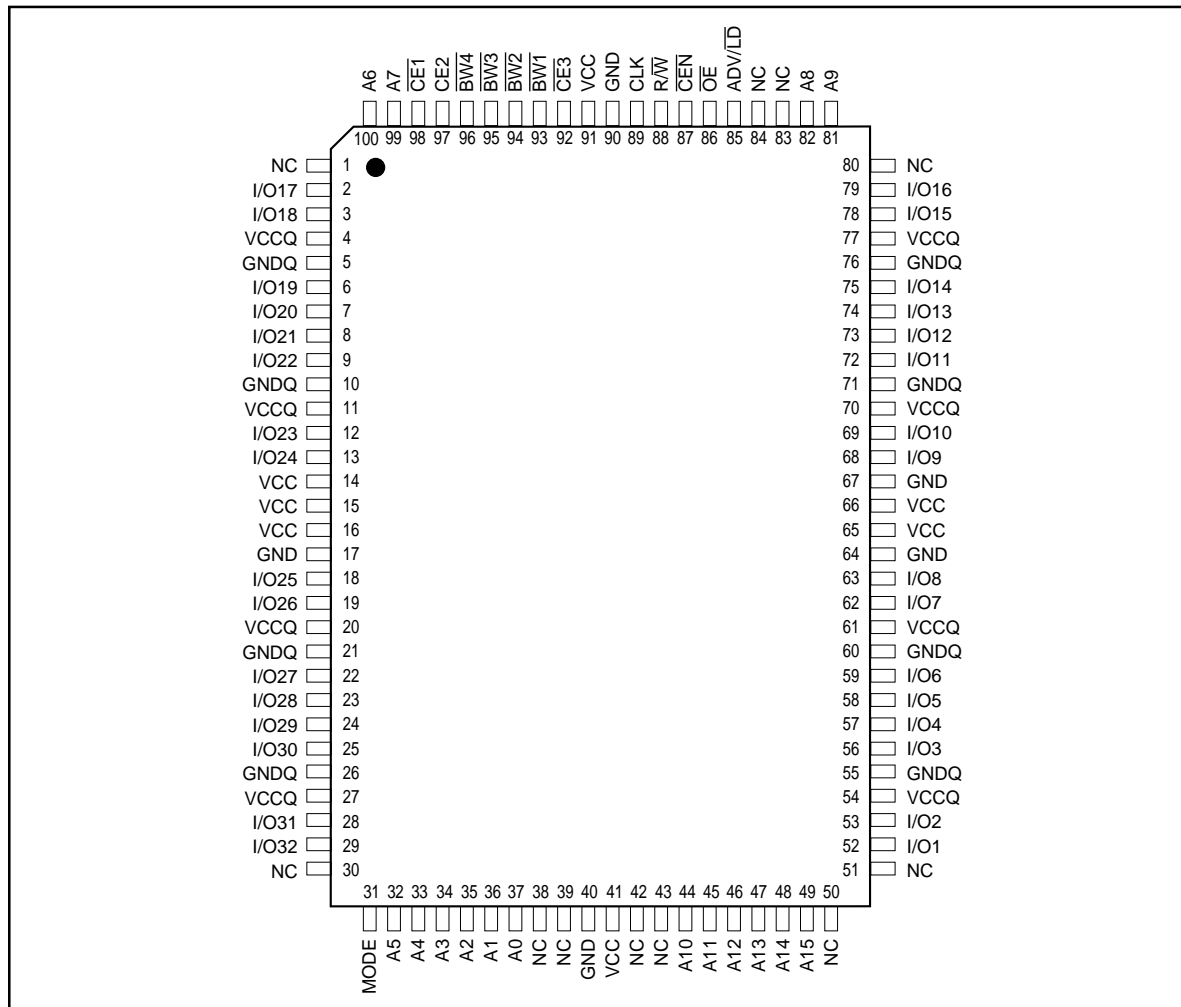 A6 A7 CE1 CE2 BW4 BW3 BW2 BW1 CE3 VCC GND CLK R/W CEN OE ADV/LD NC NC A8 A9
100 99 98 97 96 95 94 93 92 91 90 89 88 87 86 85 84 83 82 81
NC 1 80 NC
I/O17 2 79 I/O16
I/O18 3 78 I/O15
VCCQ 4 77 VCCQ
GNDQ 5 76 GNDQ
I/O19 6 75 I/O14
I/O20 7 74 I/O13
I/O21 8 73 I/O12
I/O22 9 72 I/O11
GNDQ 10 71 GNDQ
VCCQ 11 70 VCCQ
I/O23 12 69 I/O10
I/O24 13 68 I/O9
VCC 14 67 GND
VCC 15 66 VCC
VCC 16 65 VCC
GND 17 64 GND
I/O25 18 63 I/O8
I/O26 19 62 I/O7
VCCQ 20 61 VCCQ
GNDQ 21 60 GNDQ
I/O27 22 59 I/O6
I/O28 23 58 I/O5
I/O29 24 57 I/O4
I/O30 25 56 I/O3
GNDQ 26 55 GNDQ
VCCQ 27 54 VCCQ
I/O31 28 53 I/O2
I/O32 29 52 I/O1
NC 30 51 NC
31 32 33 34 35 36 37 38 39 40 41 42 43 44 45 46 47 48 49 50
MODE A5 A4 A3 A2 A1 A0 NC NC GND VCC NC NC A10 A11 A12 A13 A14 A15 NC